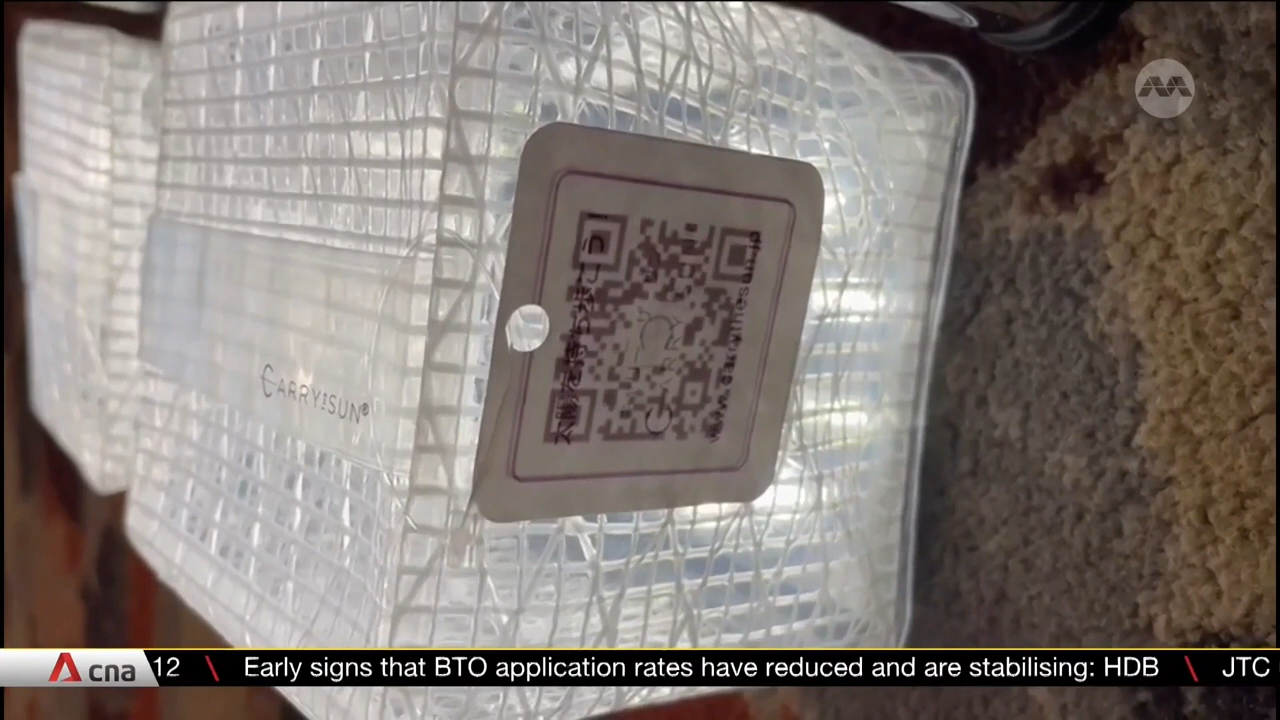 CARRY THE SUN®
太陽を持ち歩こう!
www.carrythesun.jp
cna
12 \ Early signs that BTO application rates have reduced and are stabilising: HDB \ JTC